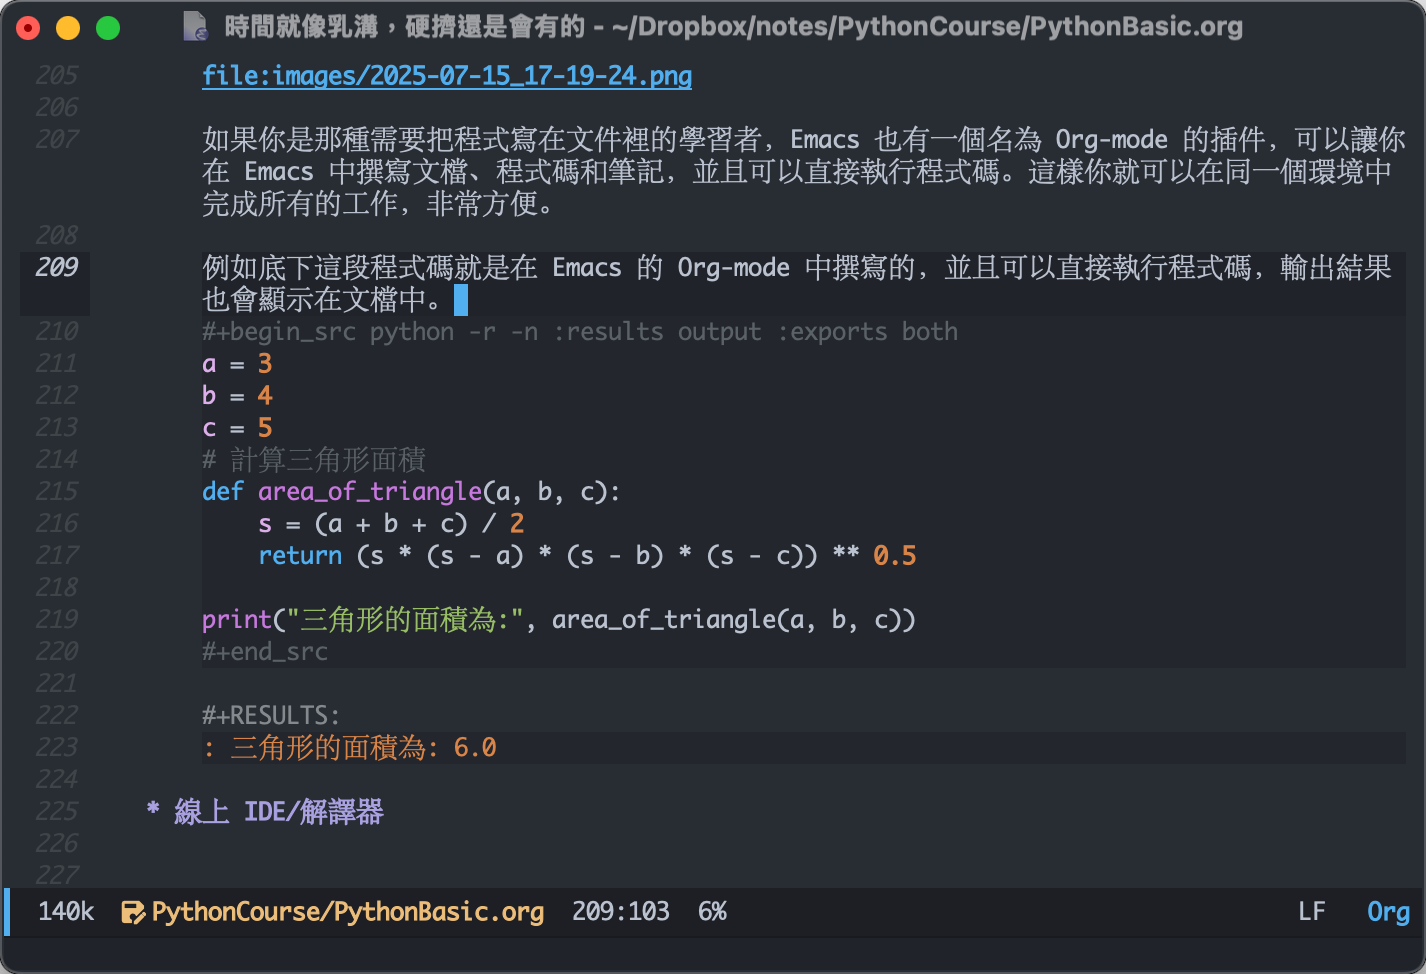 時間就像乳溝，硬擠還是會有的 - ~/Dropbox/notes/PythonCourse/PythonBasic.org
205 file:images/2025-07-15_17-19-24.png
206
207 如果你是那種需要把程式寫在文件裡的學習者，Emacs 也有一個名為 Org-mode 的插件，可以讓你
在 Emacs 中撰寫文檔、程式碼和筆記，並且可以直接執行程式碼。這樣你就可以在同一個環境中
完成所有的工作，非常方便。
208
209 例如底下這段程式碼就是在 Emacs 的 Org-mode 中撰寫的，並且可以直接執行程式碼，輸出結果
也會顯示在文檔中。
210 #+begin_src python -r -n :results output :exports both
211 a = 3
212 b = 4
213 c = 5
214 # 計算三角形面積
215 def area_of_triangle(a, b, c):
216     s = (a + b + c) / 2
217     return (s * (s - a) * (s - b) * (s - c)) ** 0.5
218
219 print("三角形的面積為:", area_of_triangle(a, b, c))
220 #+end_src
221
222 #+RESULTS:
223 : 三角形的面積為: 6.0
224
225 * 線上 IDE/解譯器
226
227
140k PythonCourse/PythonBasic.org 209:103 6% LF Org